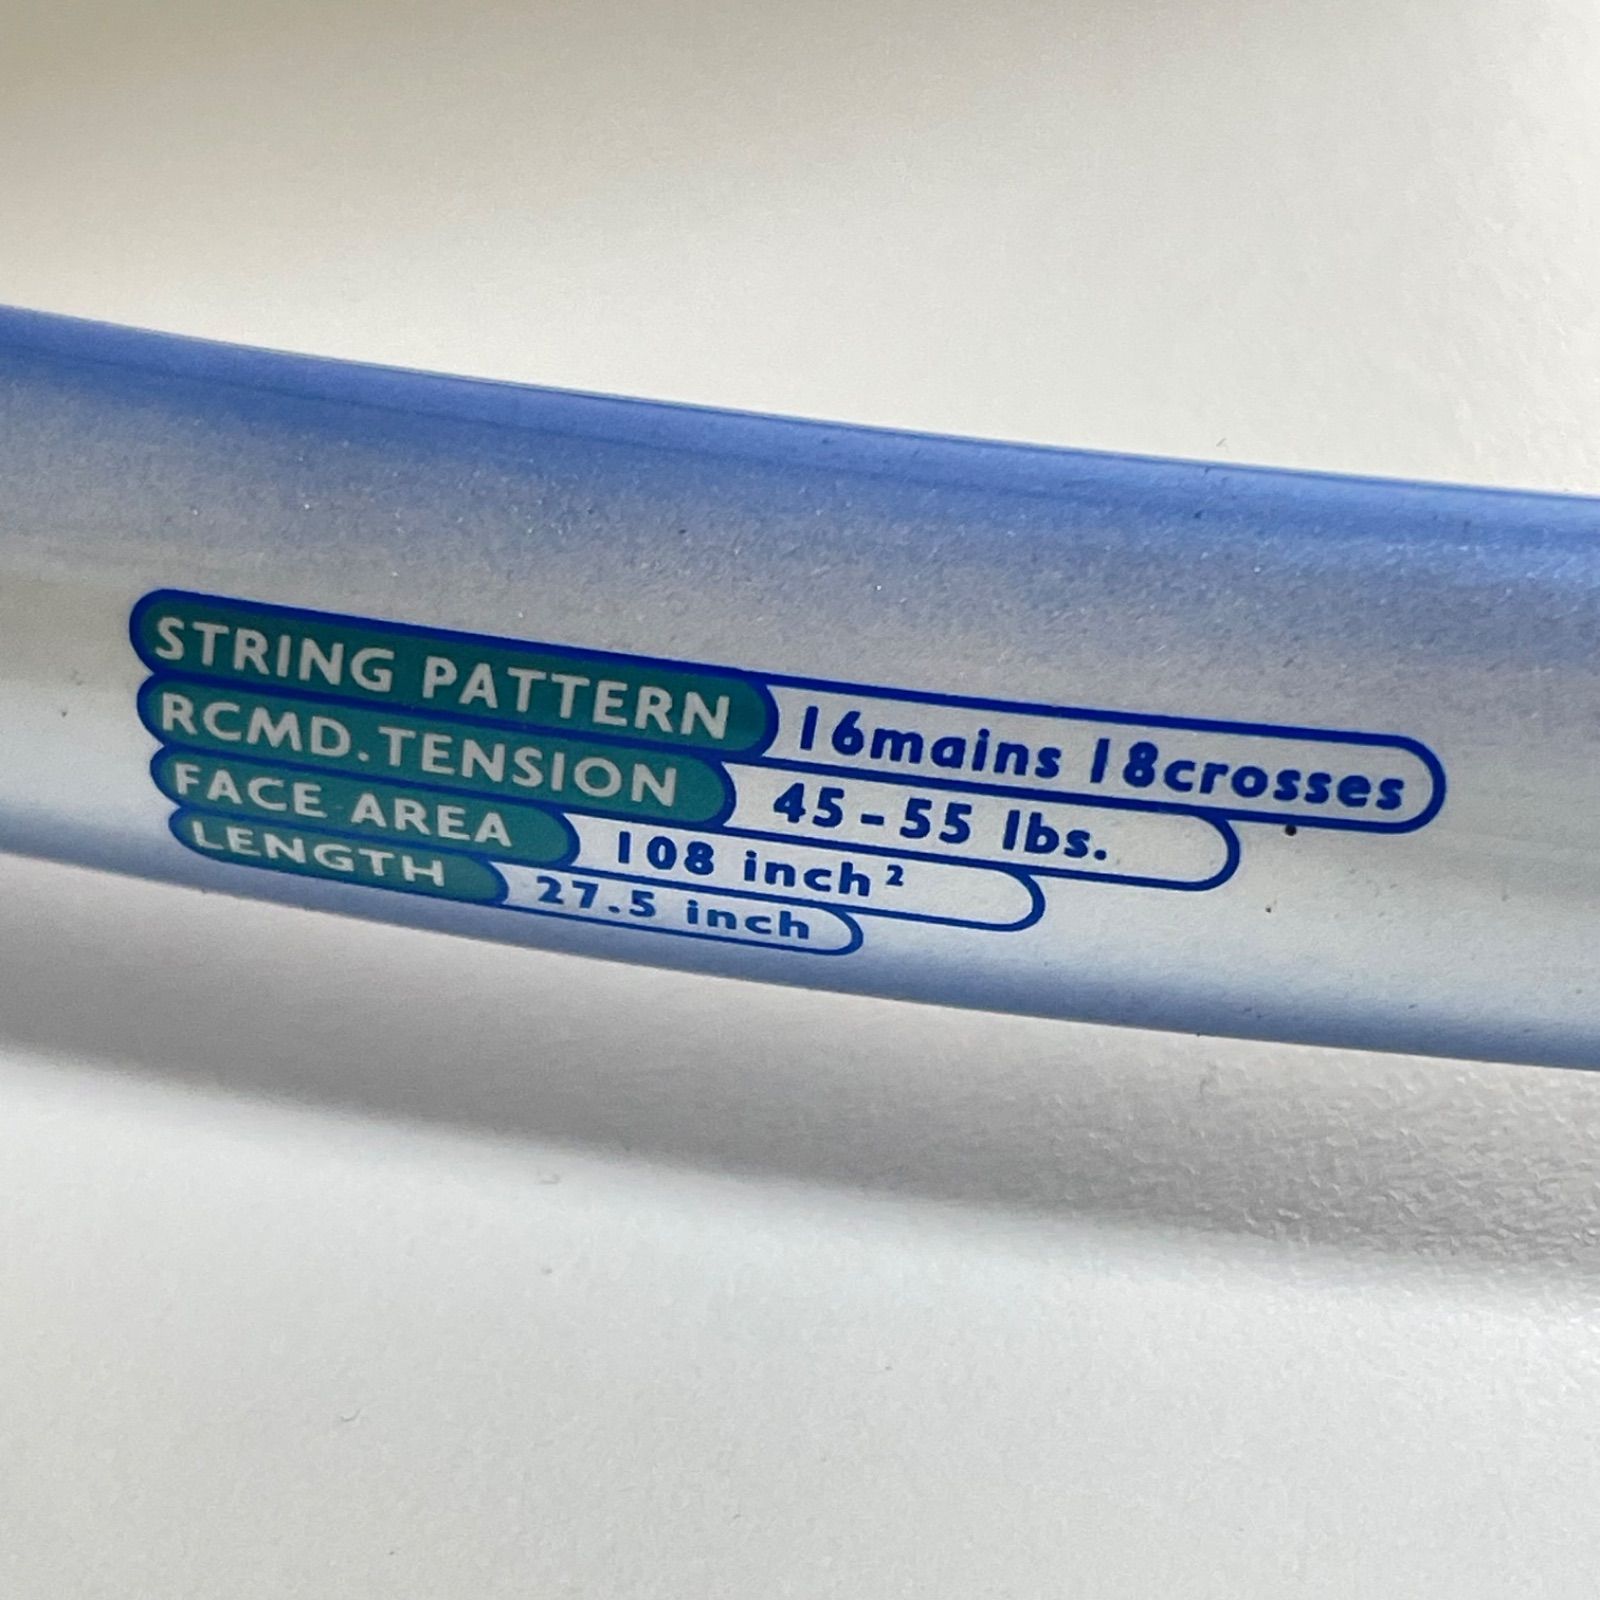 STRING PATTERN 16mains 18crosses
RCMD.TENSION 45-55 lbs.
FACE AREA 108 inch²
LENGTH 27.5 inch